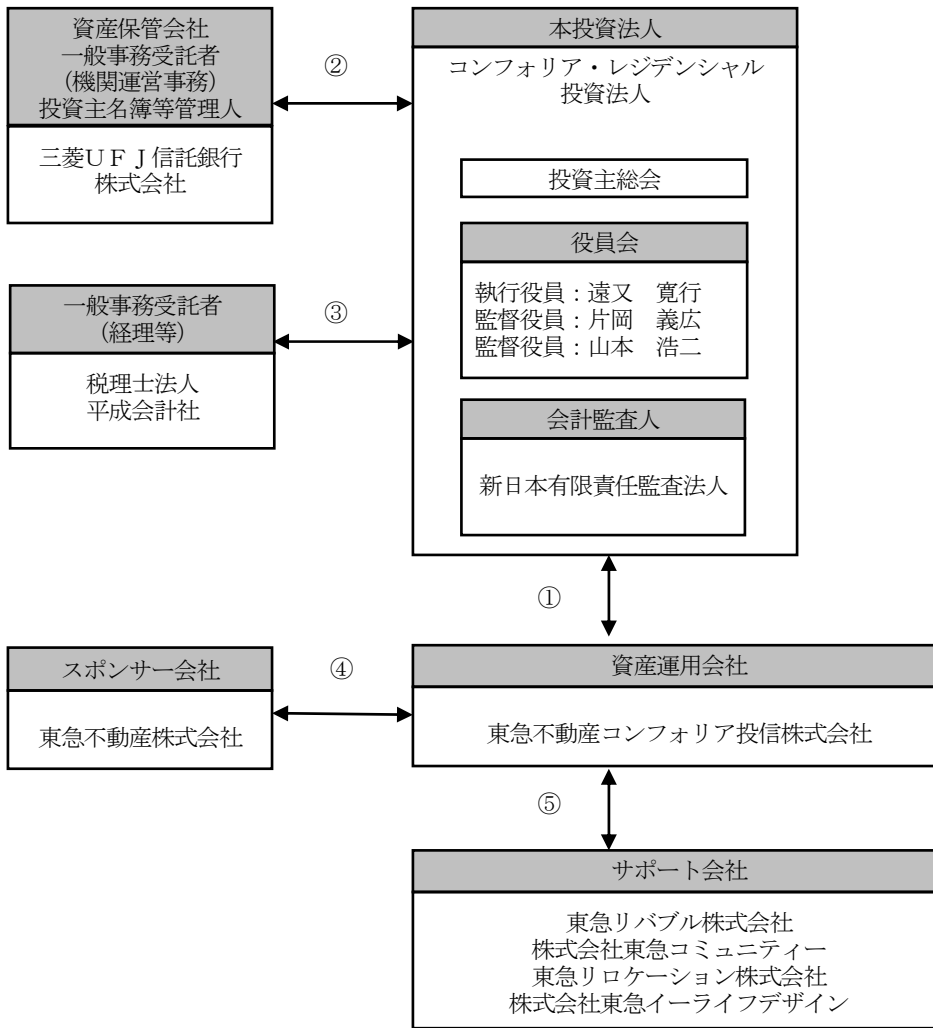 資産保管会社
一般事務受託者
(機関運営事務)
投資主名簿等管理人
三菱ＵＦＪ信託銀行
株式会社
②
本投資法人
コンフォリア・レジデンシャル
投資法人
投資主総会
役員会
執行役員：遠又　寛行
監督役員：片岡　義広
監督役員：山本　浩二
会計監査人
新日本有限責任監査法人
一般事務受託者
(経理等)
税理士法人
平成会計社
③
①
スポンサー会社
東急不動産株式会社
④
資産運用会社
東急不動産コンフォリア投信株式会社
⑤
サポート会社
東急リバブル株式会社
株式会社東急コミュニティー
東急リロケーション株式会社
株式会社東急イーライフデザイン